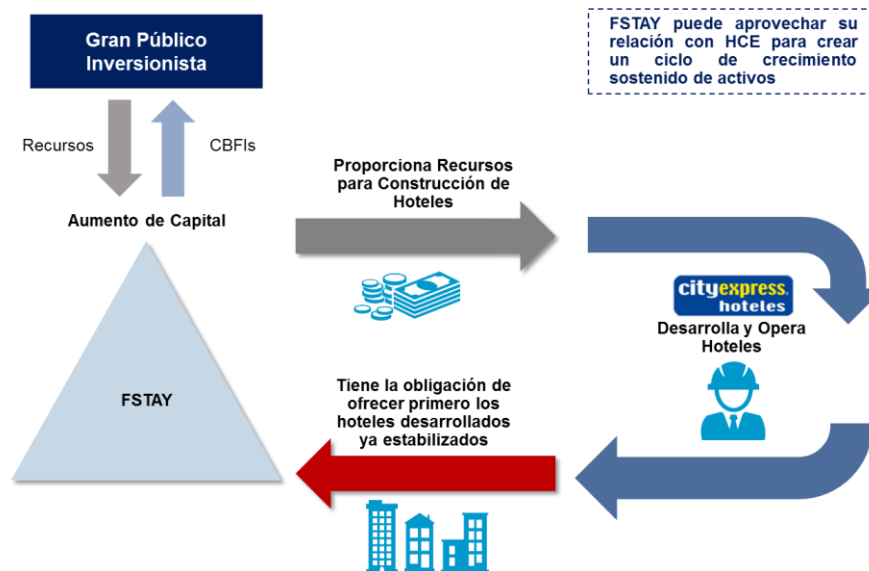 Gran Público
Inversionista
FSTAY puede aprovechar su
relación con HCE para crear
un ciclo de crecimiento
sostenido de activos
Recursos
CBFIs
Aumento de Capital
Proporciona Recursos
para Construcción de
Hoteles
cityexpress.
hoteles
Desarrolla y Opera
Hoteles
FSTAY
Tiene la obligación de
ofrecer primero los
hoteles desarrollados
ya estabilizados